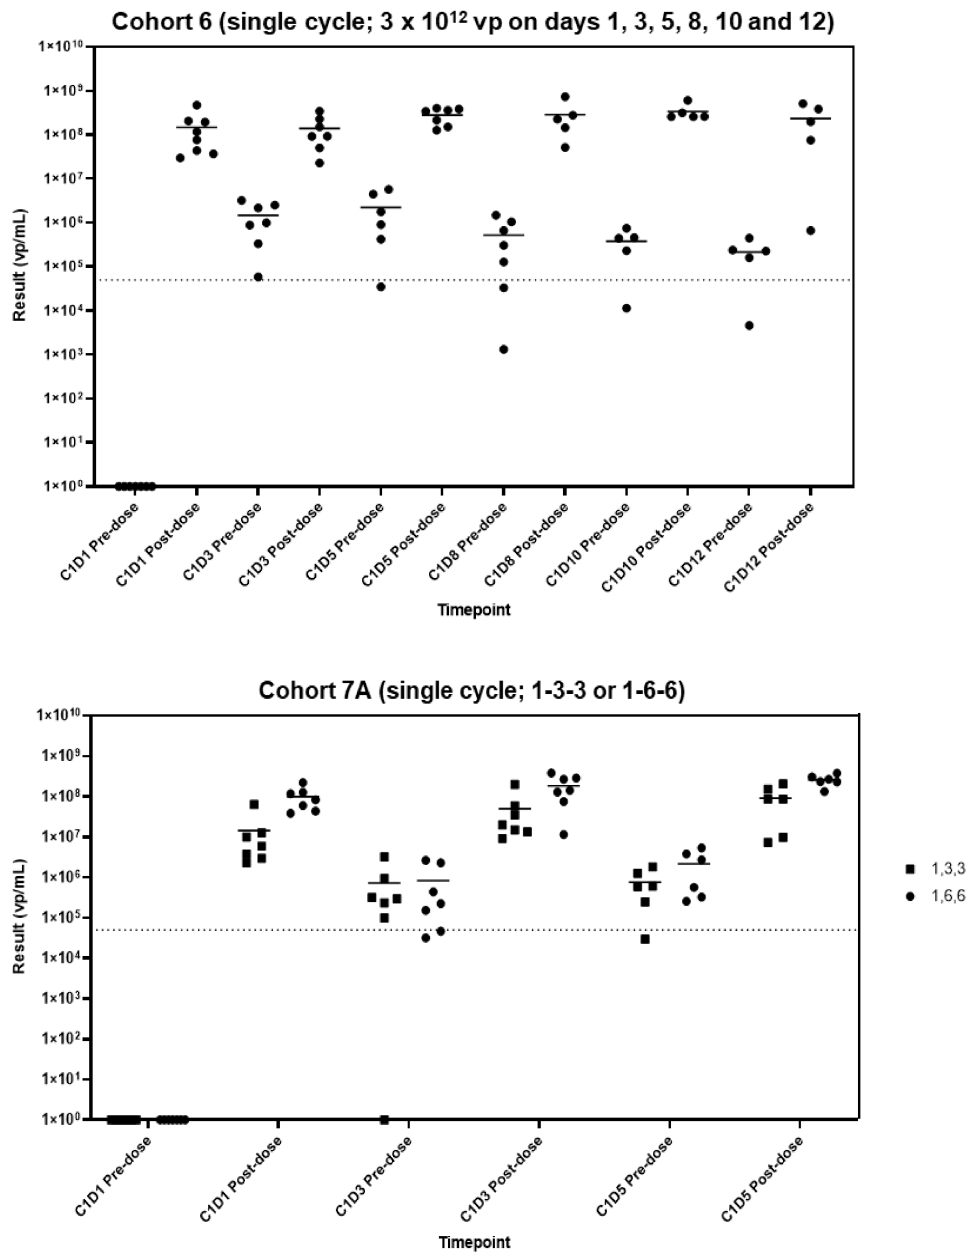 Cohort 6 (single cycle; 3 x 10¹² vp on days 1, 3, 5, 8, 10 and 12)
1×10¹⁰
1×10⁹
1×10⁸
1×10⁷
1×10⁶
1×10⁵
1×10⁴
1×10³
1×10²
1×10¹
1×10⁰
Result (vp/mL)
C1D1 Pre-dose
C1D1 Post-dose
C1D3 Pre-dose
C1D3 Post-dose
C1D5 Pre-dose
C1D5 Post-dose
C1D8 Pre-dose
C1D8 Post-dose
C1D10 Pre-dose
C1D10 Post-dose
C1D12 Pre-dose
C1D12 Post-dose
Timepoint
Cohort 7A (single cycle; 1-3-3 or 1-6-6)
1×10¹⁰
1×10⁹
1×10⁸
1×10⁷
1×10⁶
1×10⁵
1×10⁴
1×10³
1×10²
1×10¹
1×10⁰
Result (vp/mL)
C1D1 Pre-dose
C1D1 Post-dose
C1D3 Pre-dose
C1D3 Post-dose
C1D5 Pre-dose
C1D5 Post-dose
Timepoint
1,3,3
1,6,6